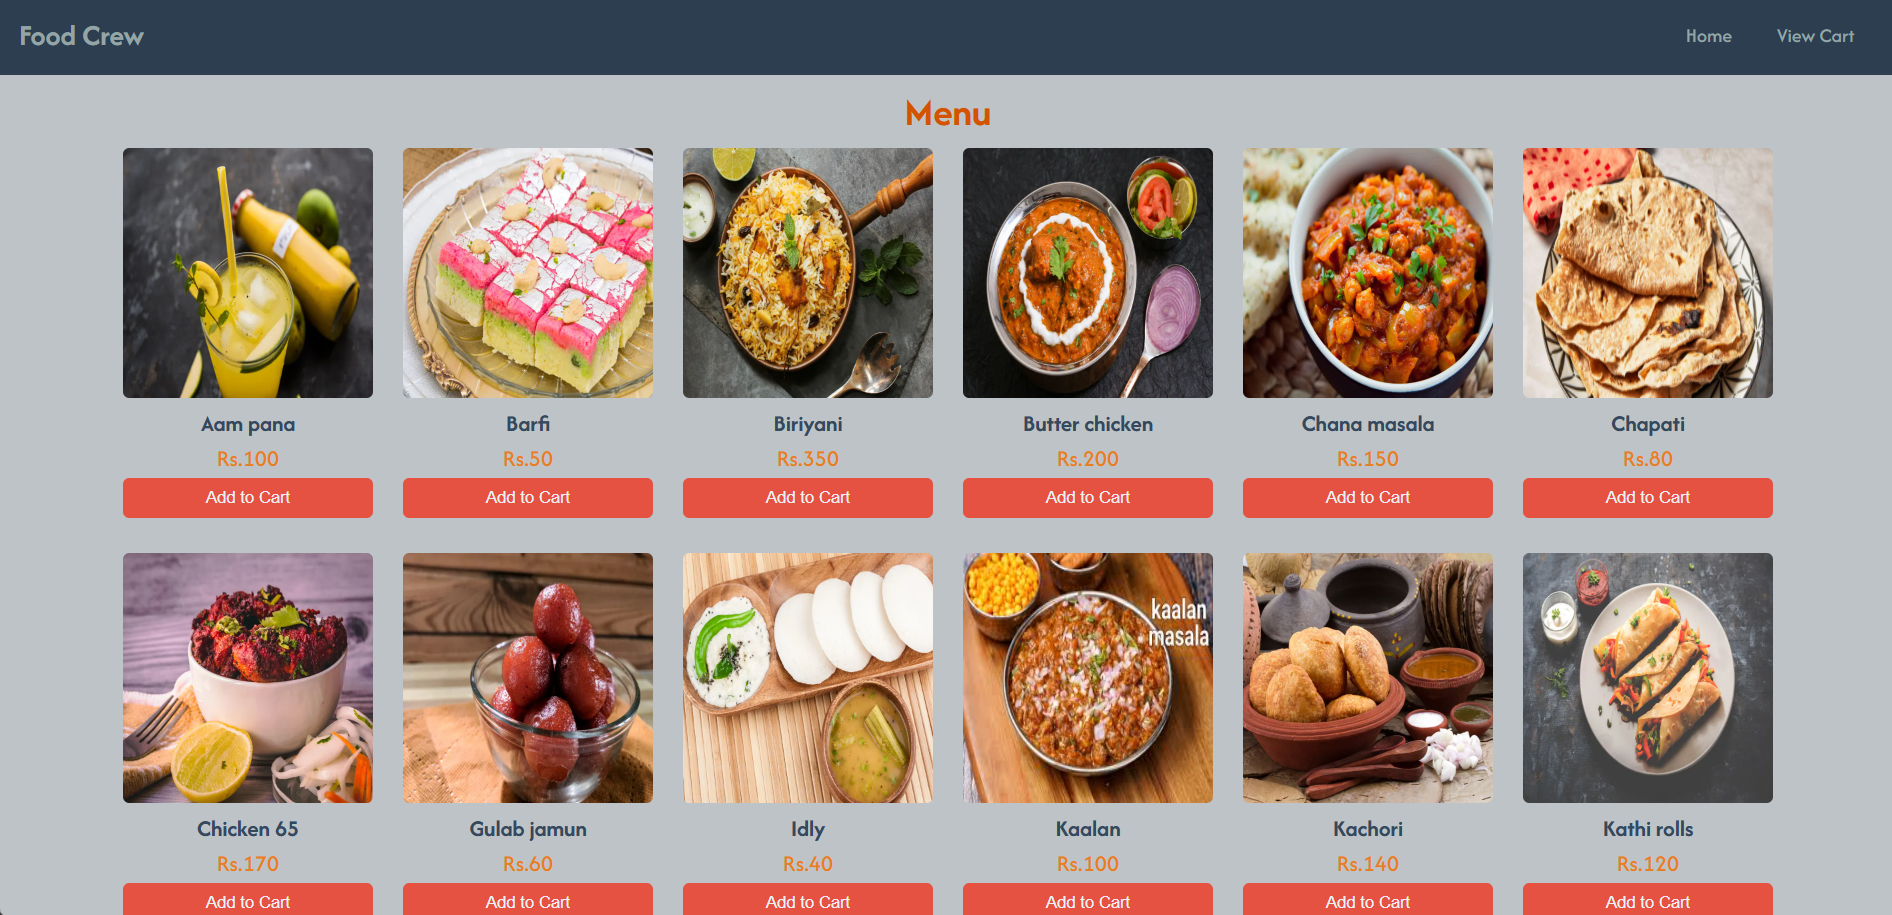 Food Crew
Home
View Cart
Menu
Aam pana
Rs.100
Add to Cart
Barfi
Rs.50
Add to Cart
Biriyani
Rs.350
Add to Cart
Butter chicken
Rs.200
Add to Cart
Chana masala
Rs.150
Add to Cart
Chapati
Rs.80
Add to Cart
Chicken 65
Rs.170
Add to Cart
Gulab jamun
Rs.60
Add to Cart
Idly
Rs.40
Add to Cart
kaalan
masala
Kaalan
Rs.100
Add to Cart
Kachori
Rs.140
Add to Cart
Kathi rolls
Rs.120
Add to Cart